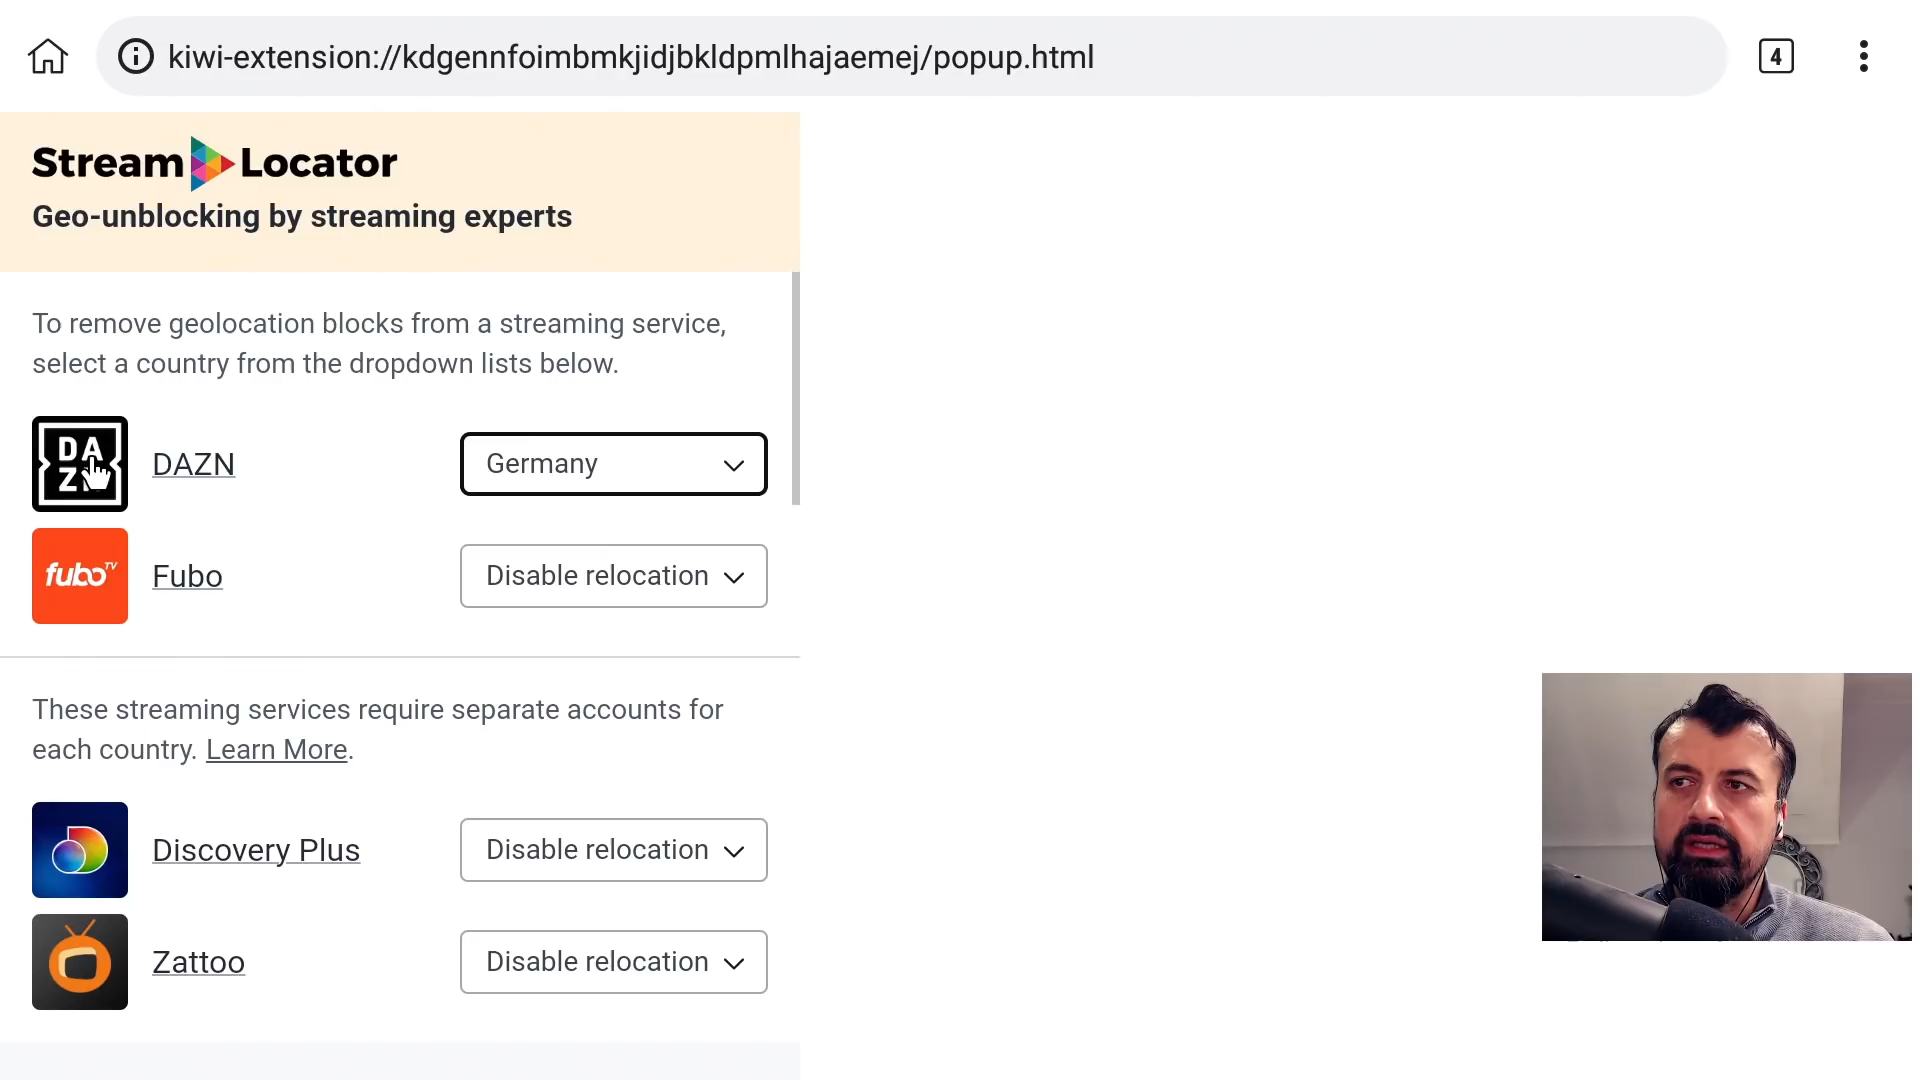 kiwi-extension://kdgennfoimbmkjidjbkldpmlhajaemej/popup.html
4
Stream Locator
Geo-unblocking by streaming experts
To remove geolocation blocks from a streaming service,
select a country from the dropdown lists below.
DA
Z
DAZN
Germany
fubo TV
Fubo
Disable relocation
These streaming services require separate accounts for
each country. Learn More.
Discovery Plus
Disable relocation
Zattoo
Disable relocation